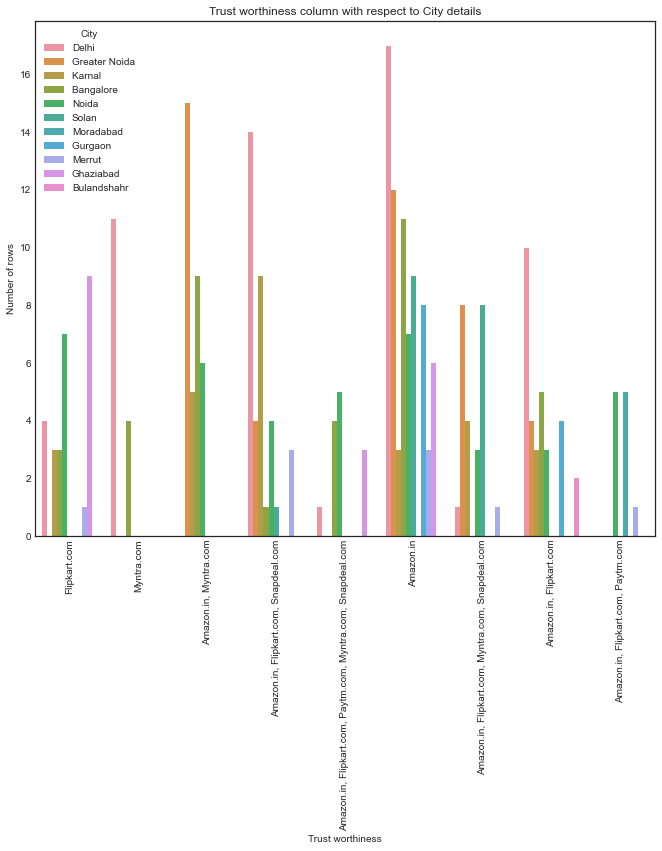 Trust worthiness column with respect to City details
City
Delhi
Greater Noida
Karnal
Bangalore
Noida
Solan
Moradabad
Gurgaon
Merrut
Ghaziabad
Bulandshahr
Number of rows
16
14
12
10
8
6
4
2
0
Flipkart.com
Myntra.com
Amazon.in, Myntra.com
Amazon.in, Flipkart.com, Snapdeal.com
Amazon.in, Flipkart.com, Paytm.com, Myntra.com, Snapdeal.com
Amazon.in
Amazon.in, Flipkart.com, Myntra.com, Snapdeal.com
Amazon.in, Flipkart.com
Amazon.in, Flipkart.com, Paytm.com
Trust worthiness